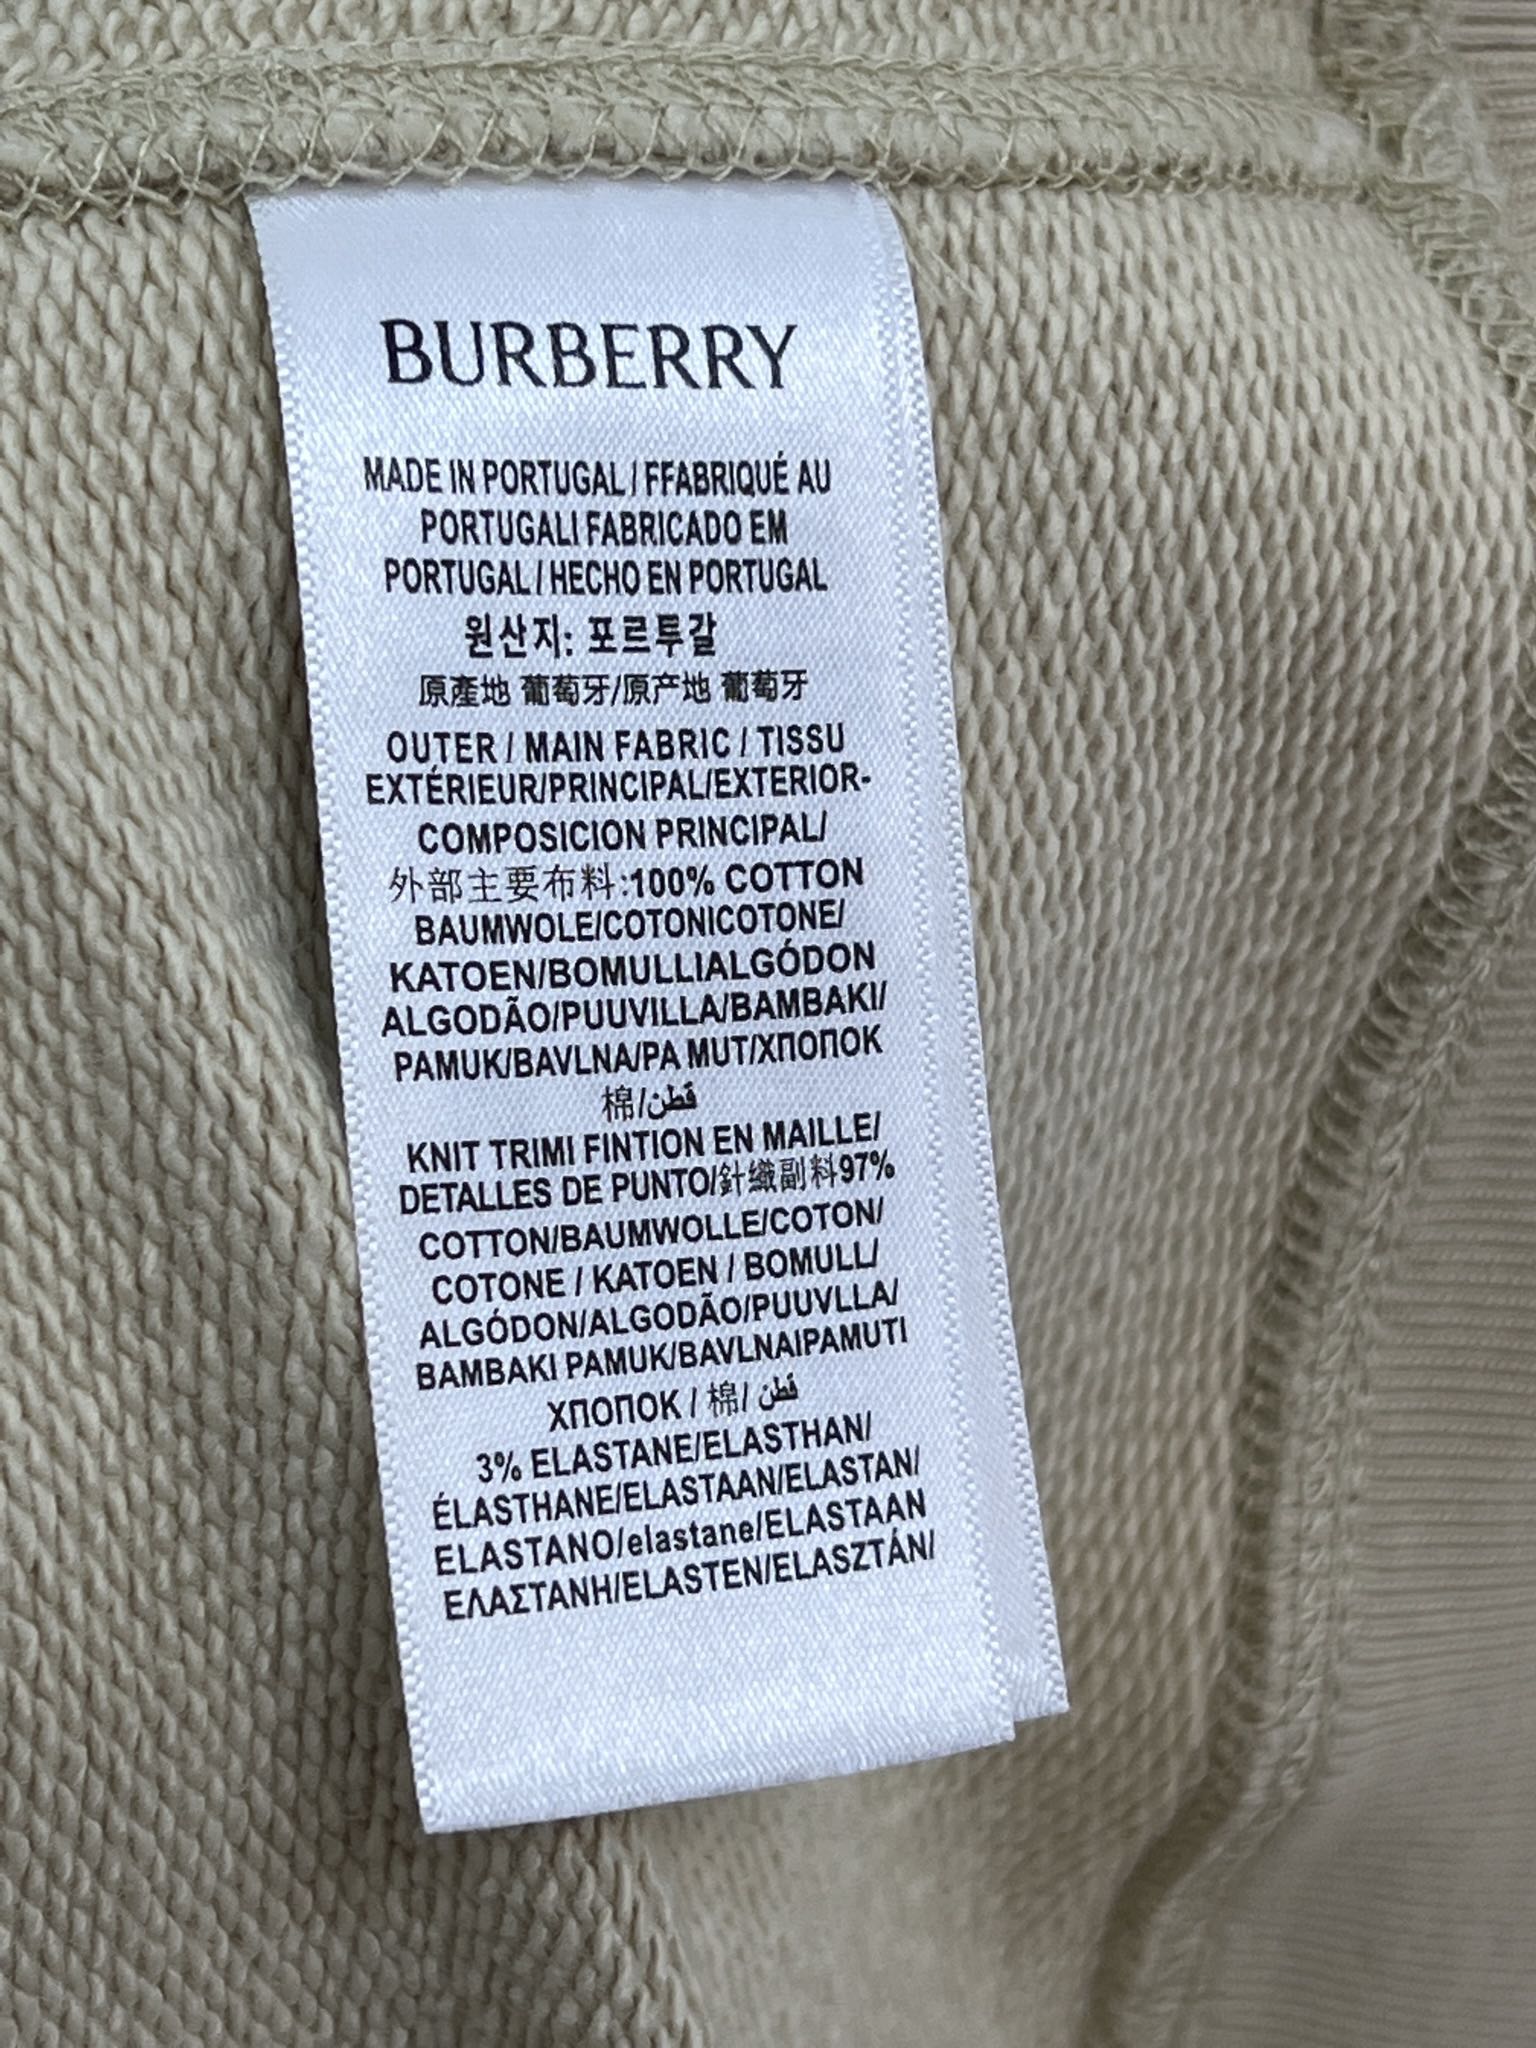 BURBERRY
MADE IN PORTUGAL / FFABRIQUÉ AU
PORTUGALI FABRICADO EM
PORTUGAL / HECHO EN PORTUGAL
원산지: 포르투갈
原產地 葡萄牙/原产地 葡萄牙
OUTER / MAIN FABRIC / TISSU
EXTÉRIEUR/PRINCIPAL/EXTERIOR-
COMPOSICION PRINCIPAL/
外部主要布料:100% COTTON
BAUMWOLE/COTONICOTONE/
KATOEN/BOMULLIALGÓDON
ALGODÃO/PUUVILLA/BAMBAKI/
PAMUK/BAVLNA/PA MUT/XПОПОК
棉/قطن
KNIT TRIMI FINTION EN MAILLE/
DETALLES DE PUNTO/針織副料97%
COTTON/BAUMWOLLE/COTON/
COTONE / KATOEN / BOMULL/
ALGÓDON/ALGODÃO/PUUVLLA/
BAMBAKI PAMUK/BAVLNAIPAMUTI
XПОПОК / 棉/ قطن
3% ELASTANE/ELASTHAN/
ÉLASTHANE/ELASTAAN/ELASTAN/
ELASTANO/elastane/ELASTAAN
ΕΛΑΣΤΑΝΗ/ELASTEN/ELASZTÁN/